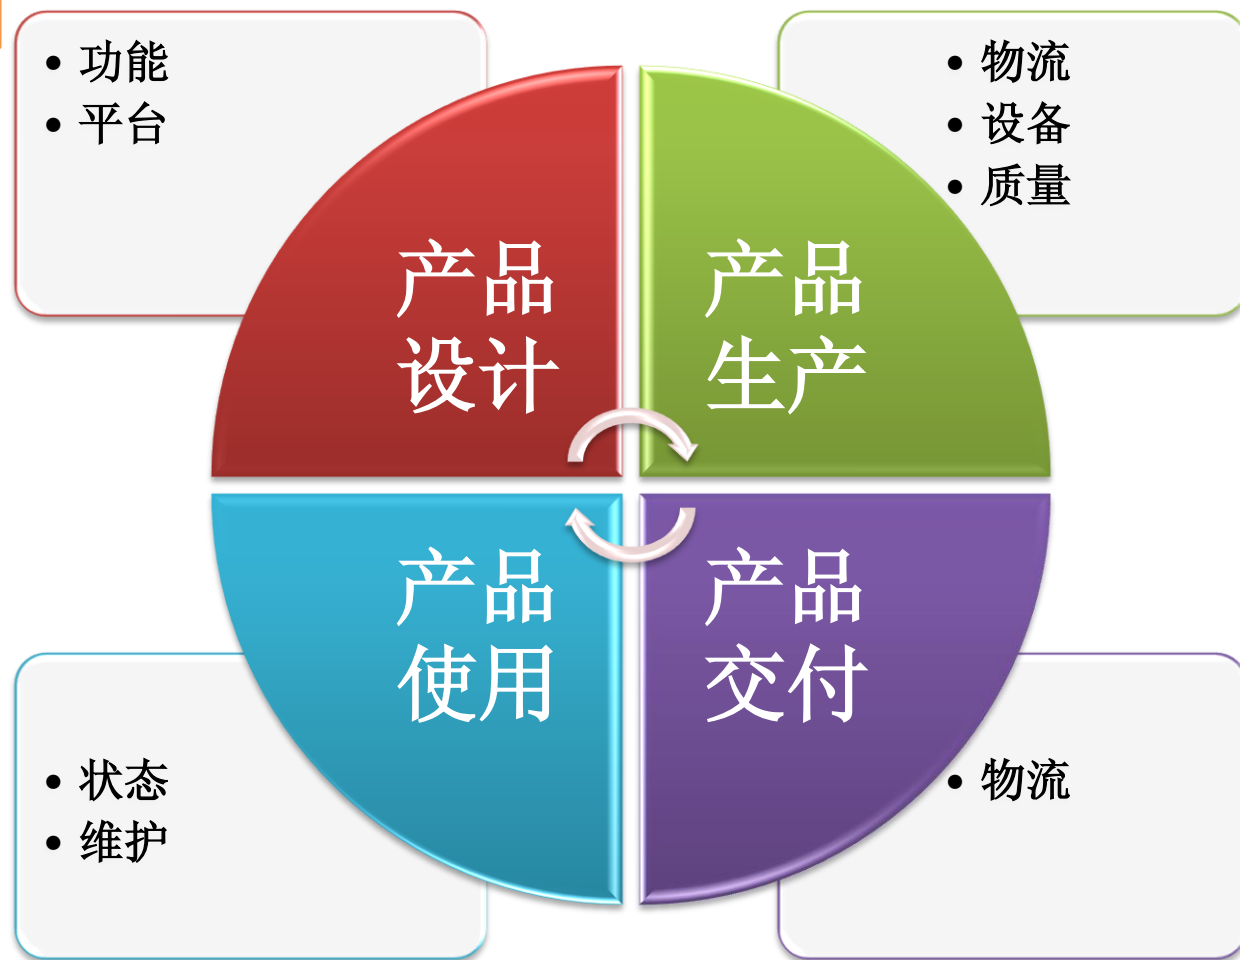 功能
平台
产品
设计
物流
设备
质量
产品
生产
产品
使用
状态
维护
产品
交付
物流